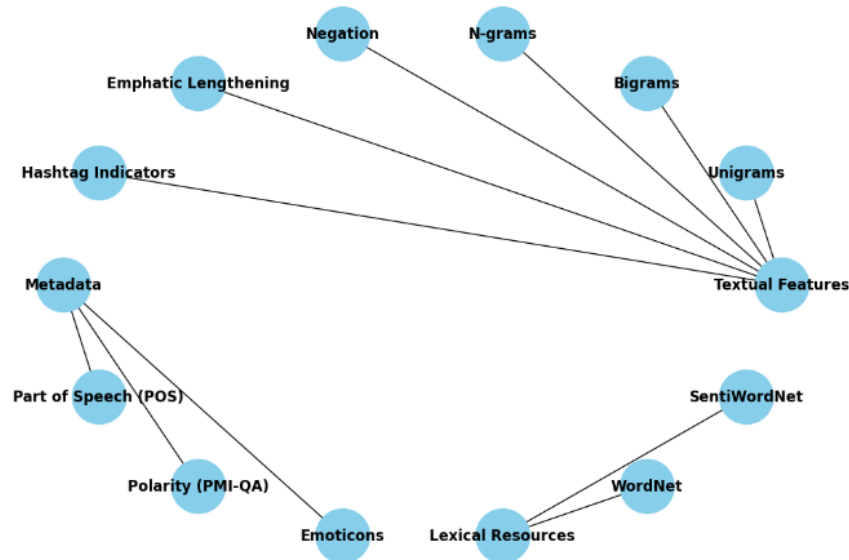 Negation
N-grams
Emphatic Lengthening
Bigrams
Hashtag Indicators
Unigrams
Metadata
Textual Features
Part of Speech (POS)
SentiWordNet
Polarity (PMI-QA)
WordNet
Emoticons
Lexical Resources